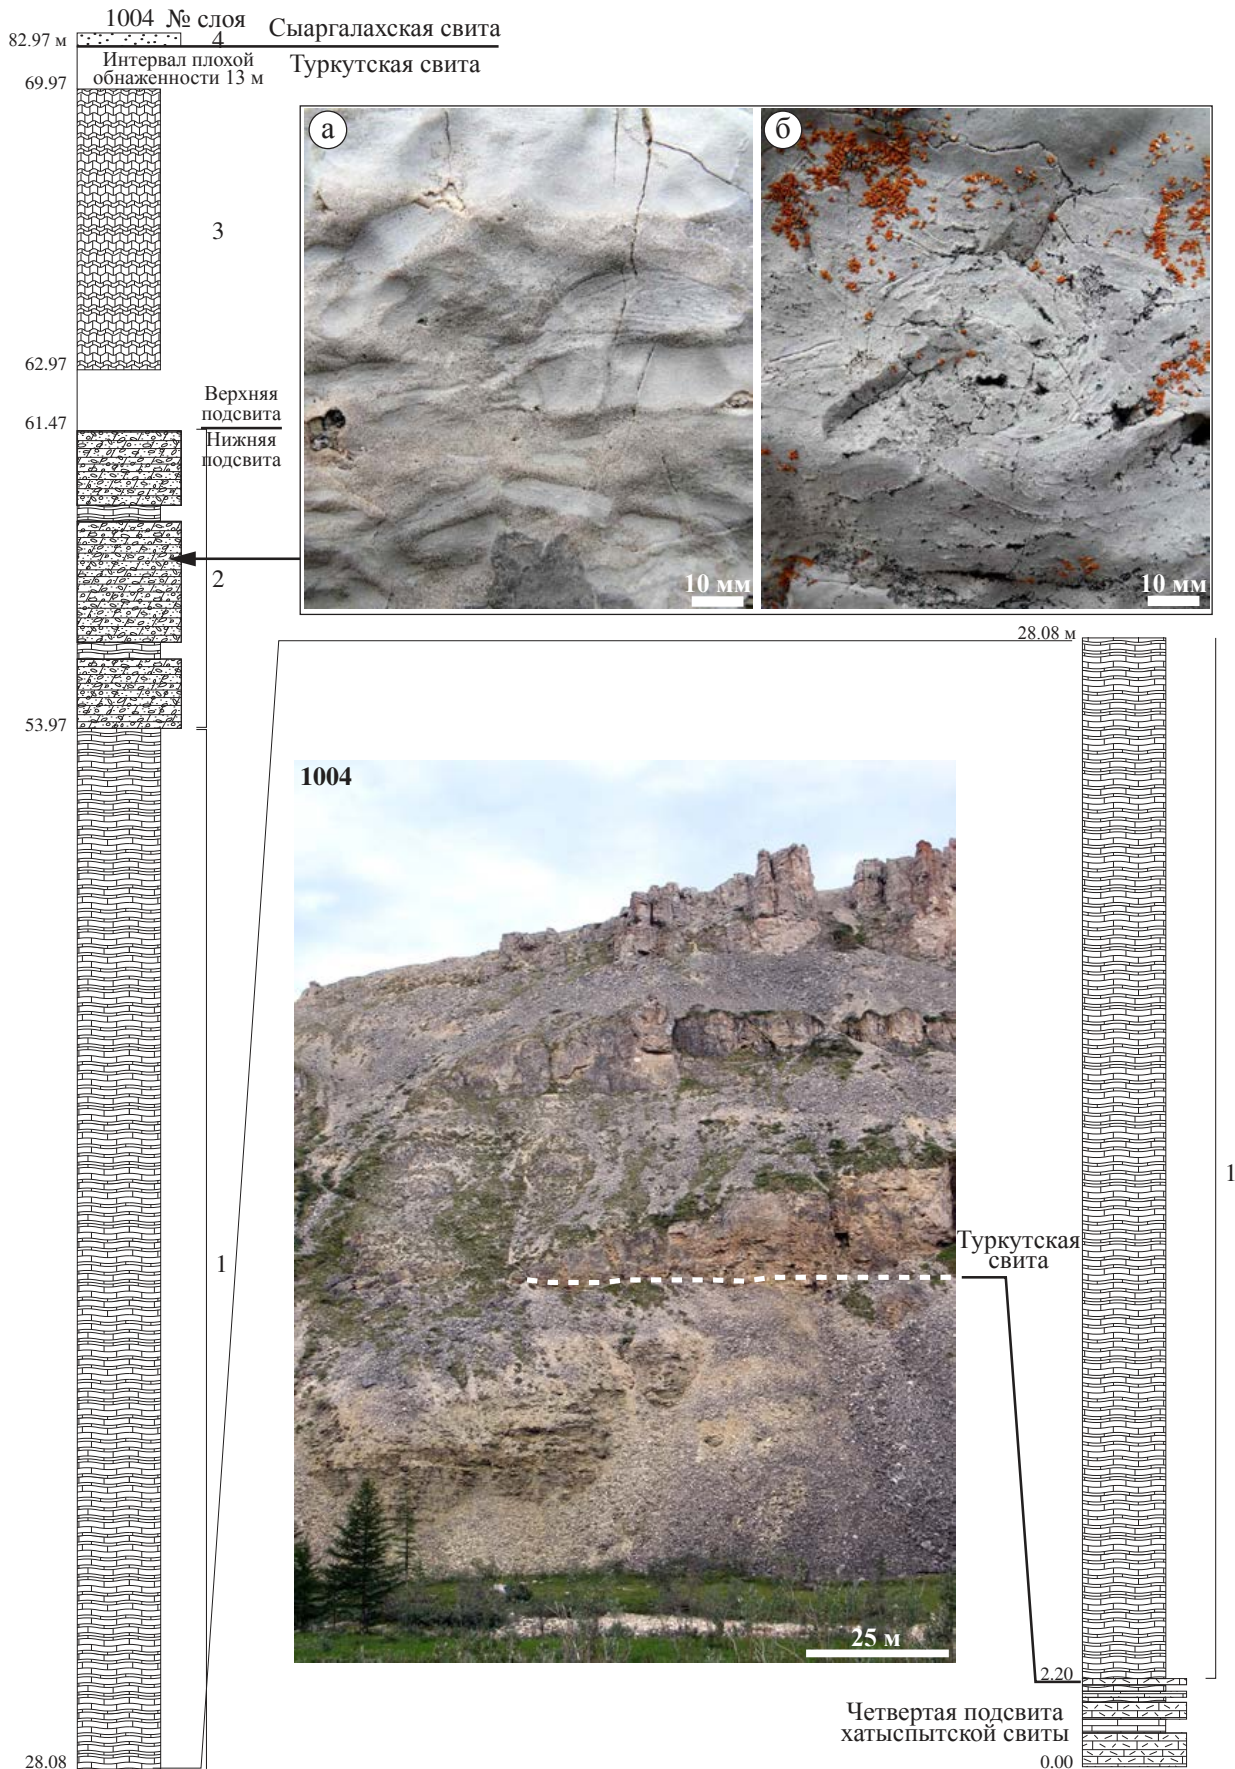 1004 № слоя
82.97 м
4
Сыаргалахская свита
Интервал плохой
обнаженности 13 м
Туркутская свита
69.97
а
б
3
62.97
Верхняя
подсвита
61.47
Нижняя
подсвита
2
10 мм
10 мм
28.08 м
53.97
1004
1
Туркутская
свита
1
25 м
2.20
Четвертая подсвита
хатыспытской свиты
28.08
0.00